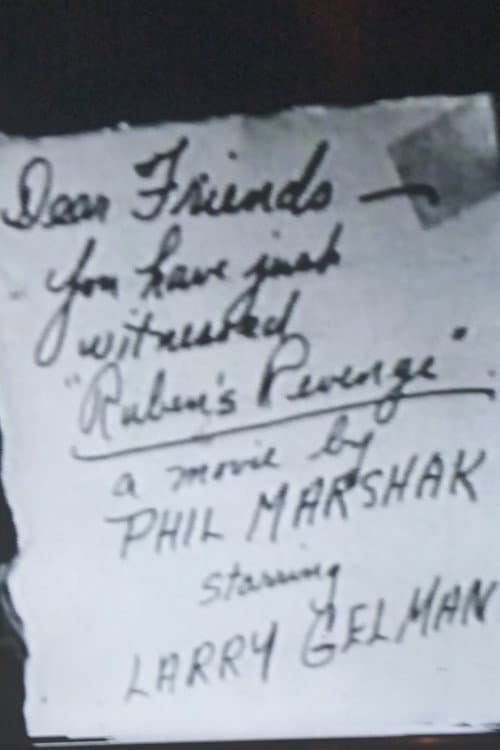 Dear Friends —
you have just
witnessed
"Ruben's Revenge".
a movie by
PHIL MARSHAK
starring
LARRY GELMAN